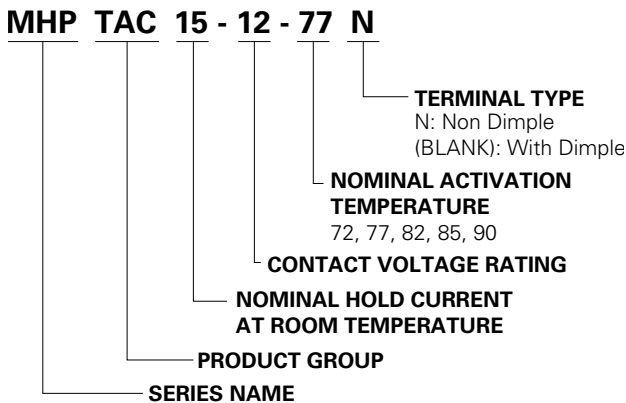 MHP TAC 15 - 12 - 77 N
TERMINAL TYPE
N: Non Dimple
(BLANK): With Dimple
NOMINAL ACTIVATION
TEMPERATURE
72, 77, 82, 85, 90
CONTACT VOLTAGE RATING
NOMINAL HOLD CURRENT
AT ROOM TEMPERATURE
PRODUCT GROUP
SERIES NAME